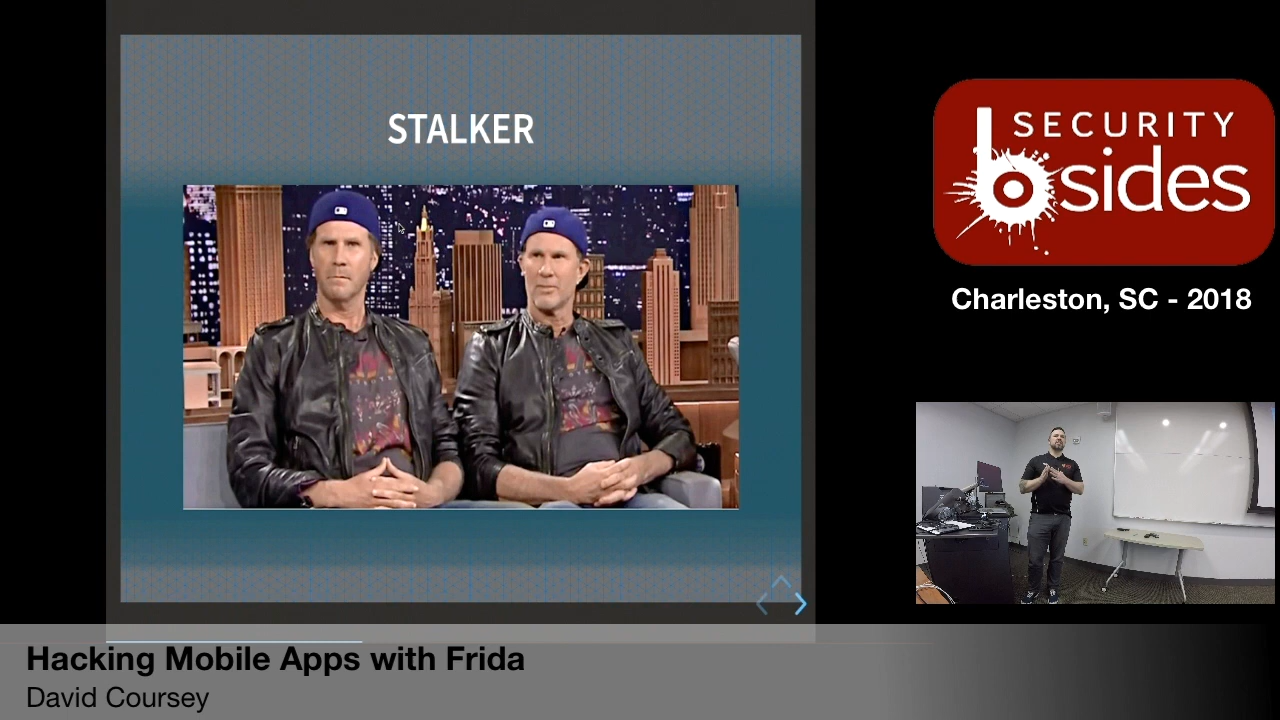 STALKER
SECURITY
bsides
Charleston, SC - 2018
Hacking Mobile Apps with Frida
David Coursey